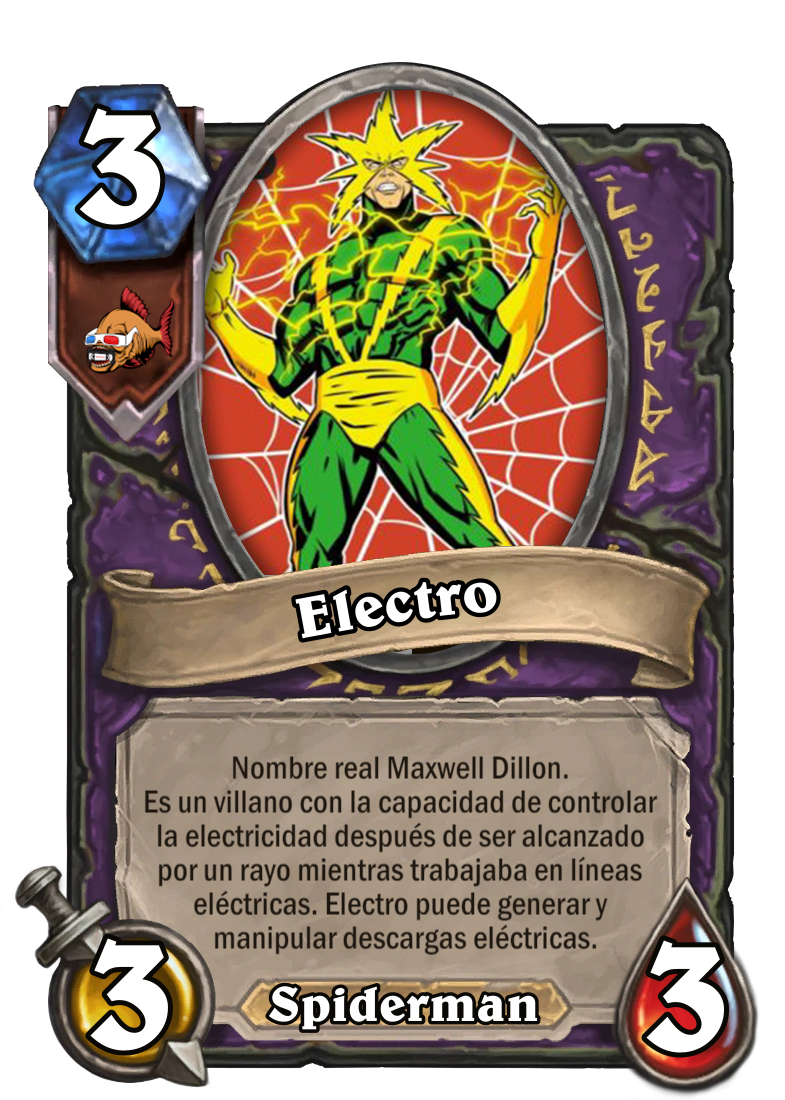 3
Electro
Nombre real Maxwell Dillon.
Es un villano con la capacidad de controlar
la electricidad después de ser alcanzado
por un rayo mientras trabajaba en líneas
eléctricas. Electro puede generar y
manipular descargas eléctricas.
3
Spiderman
3